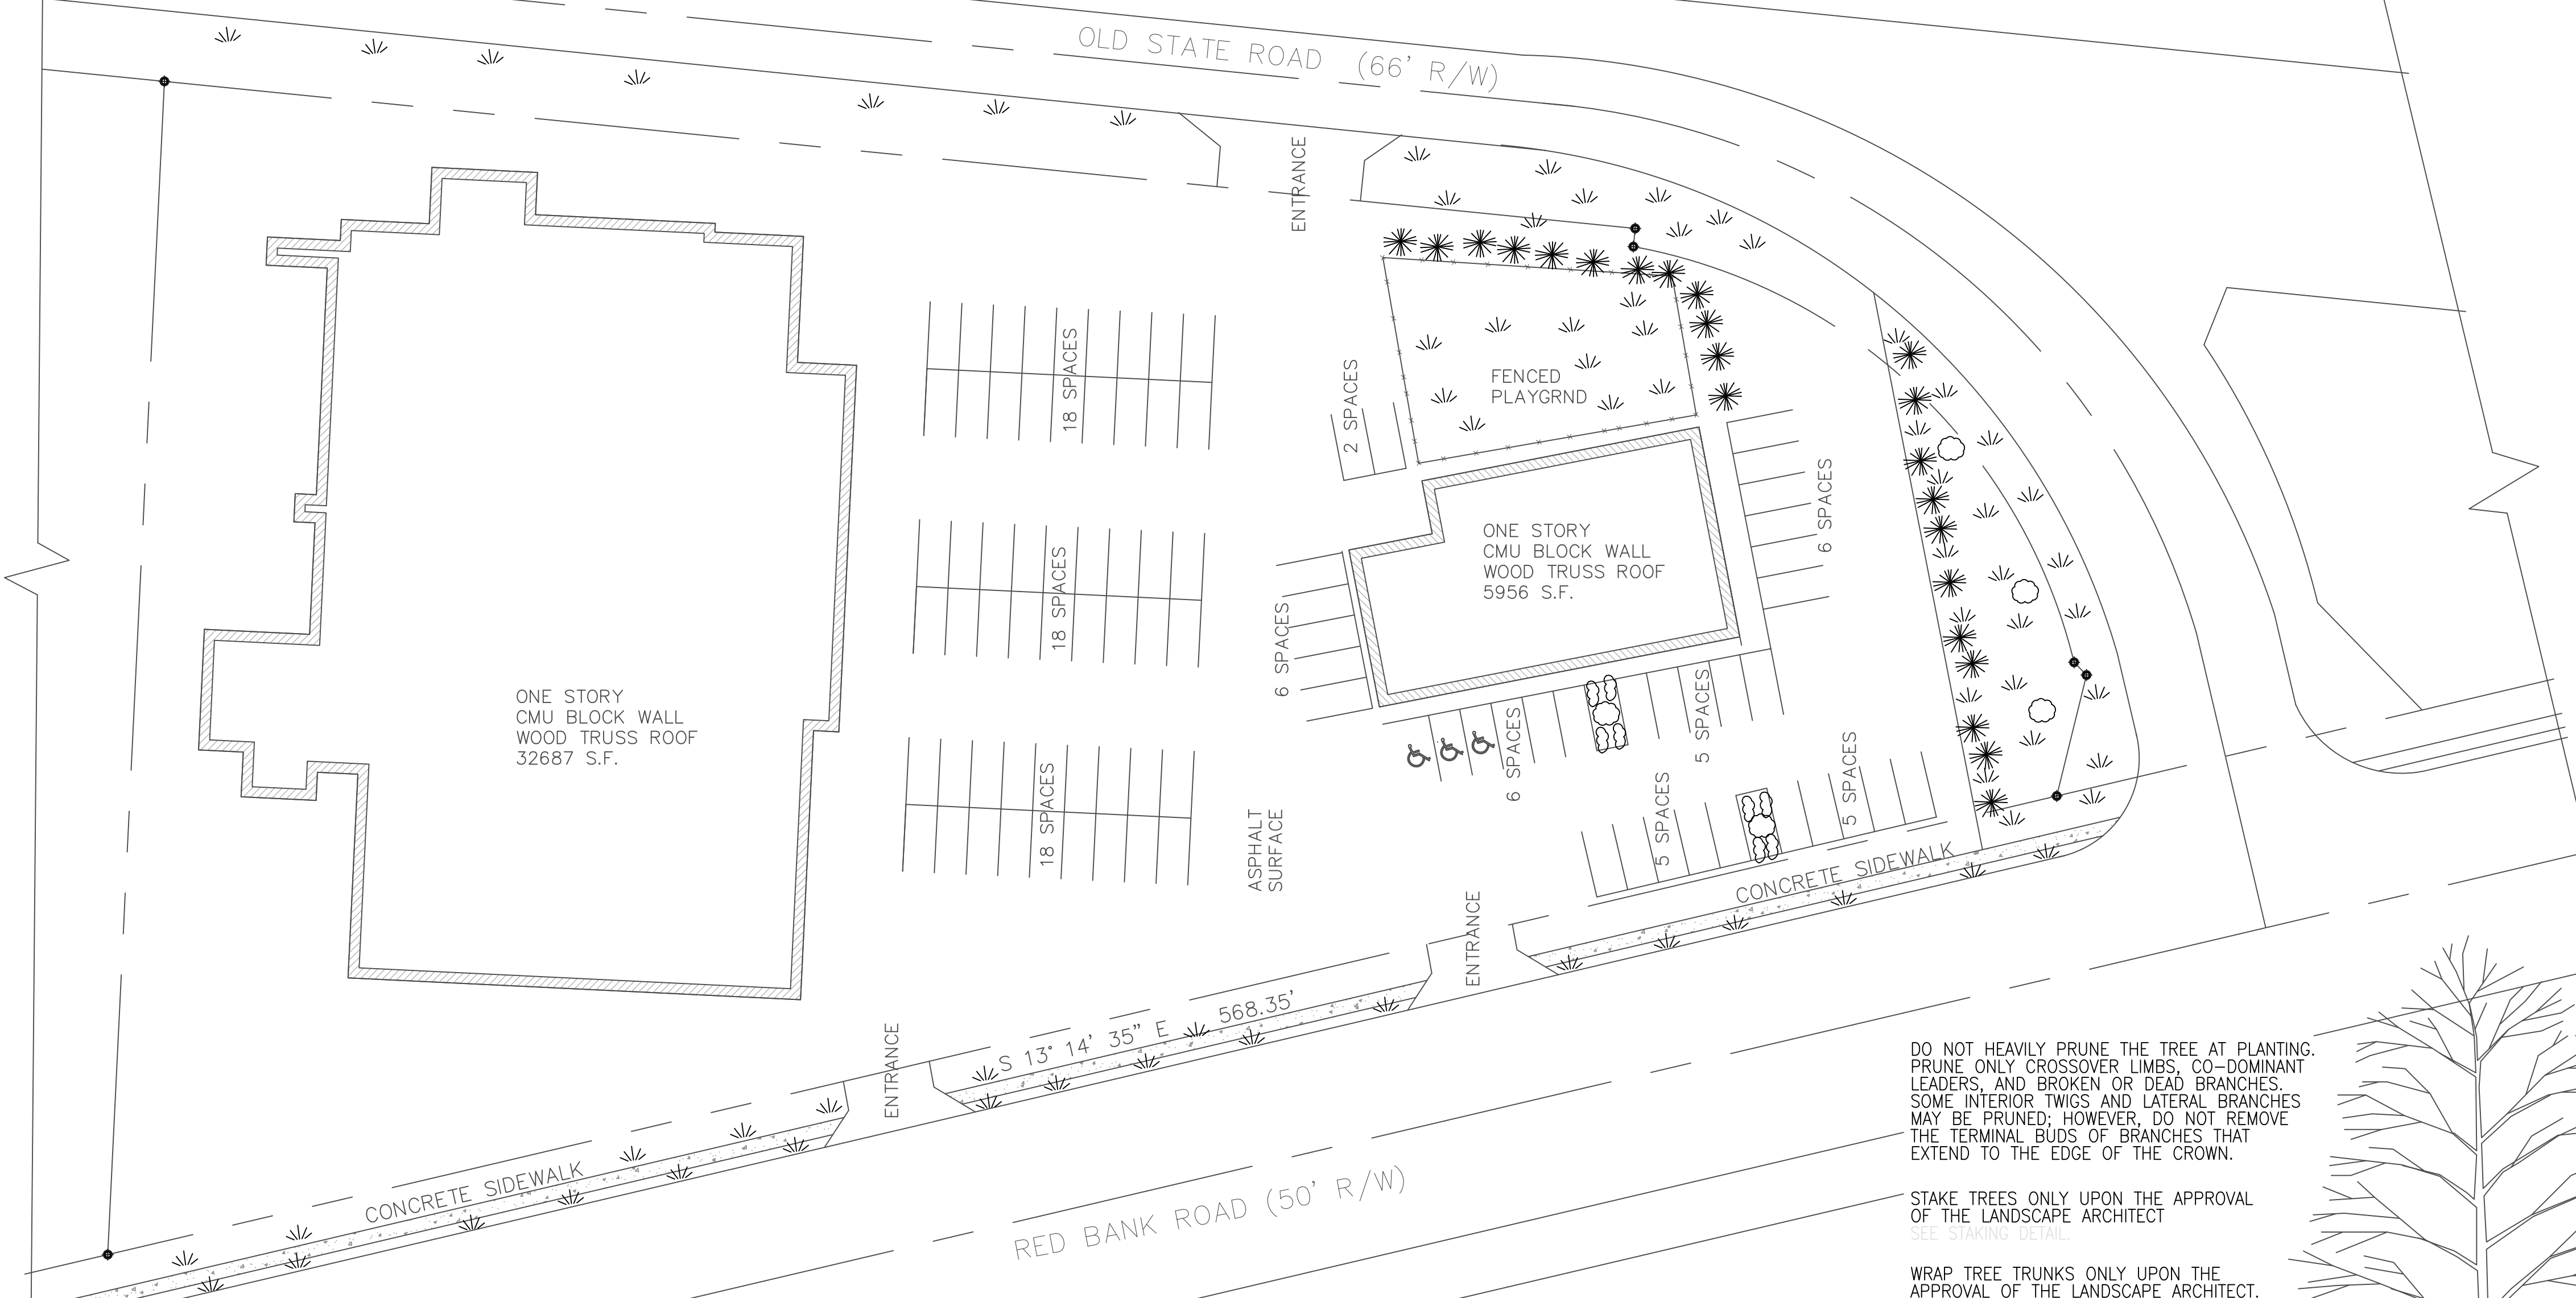 OLD STATE ROAD (66' R/W)
ENTRANCE
18 SPACES
18 SPACES
18 SPACES
2 SPACES
FENCED
PLAYGRND
6 SPACES
ONE STORY
CMU BLOCK WALL
WOOD TRUSS ROOF
5956 S.F.
6 SPACES
ONE STORY
CMU BLOCK WALL
WOOD TRUSS ROOF
32687 S.F.
6 SPACES
5 SPACES
5 SPACES
5 SPACES
ASPHALT
SURFACE
CONCRETE SIDEWALK
ENTRANCE
S 13° 14' 35" E 568.35'
ENTRANCE
CONCRETE SIDEWALK
RED BANK ROAD (50' R/W)
DO NOT HEAVILY PRUNE THE TREE AT PLANTING.
PRUNE ONLY CROSSOVER LIMBS, CO-DOMINANT
LEADERS, AND BROKEN OR DEAD BRANCHES.
SOME INTERIOR TWIGS AND LATERAL BRANCHES
MAY BE PRUNED; HOWEVER, DO NOT REMOVE
THE TERMINAL BUDS OF BRANCHES THAT
EXTEND TO THE EDGE OF THE CROWN.
STAKE TREES ONLY UPON THE APPROVAL
OF THE LANDSCAPE ARCHITECT
SEE STAKING DETAIL.
WRAP TREE TRUNKS ONLY UPON THE
APPROVAL OF THE LANDSCAPE ARCHITECT.